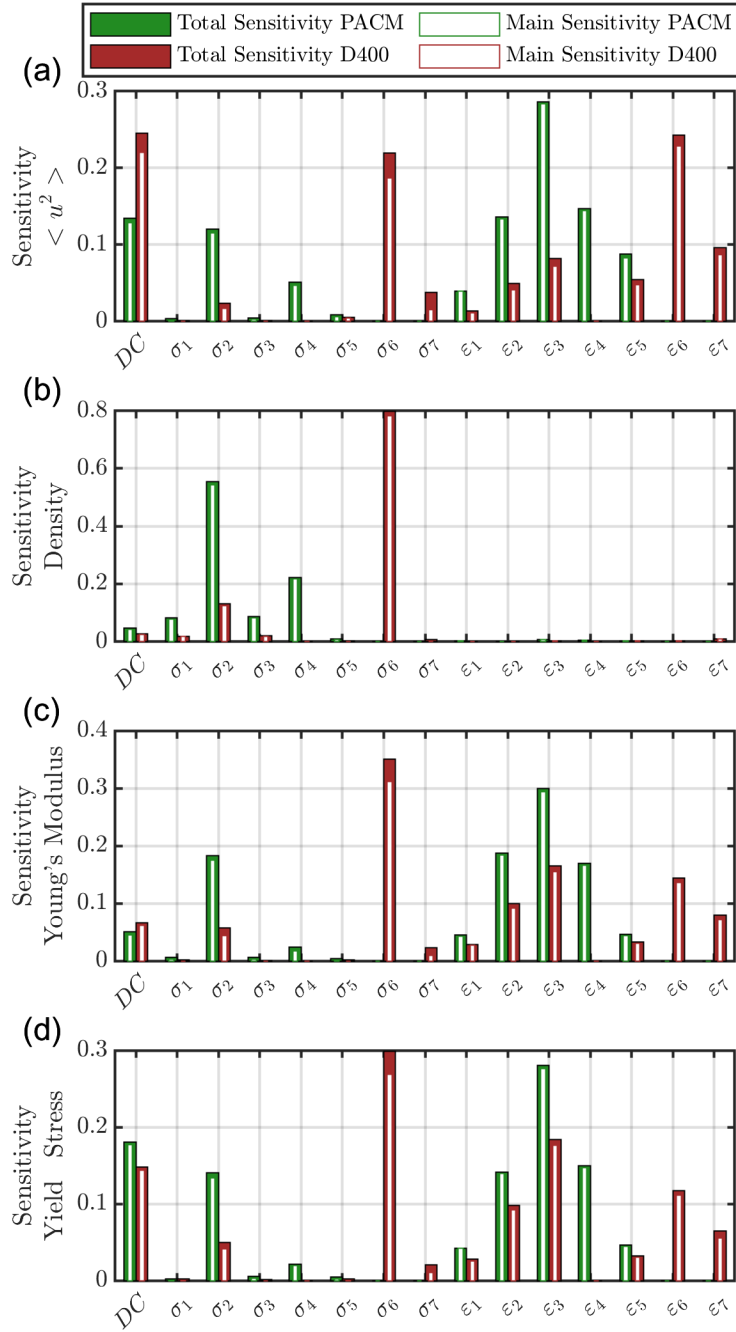 Total Sensitivity PACM
Main Sensitivity PACM
Total Sensitivity D400
Main Sensitivity D400
(a)
Sensitivity
< u² >
0.3
0.2
0.1
0
DC σ₁ σ₂ σ₃ σ₄ σ₅ σ₆ σ₇ ε₁ ε₂ ε₃ ε₄ ε₅ ε₆ ε₇
(b)
Sensitivity
Density
0.8
0.6
0.4
0.2
0
DC σ₁ σ₂ σ₃ σ₄ σ₅ σ₆ σ₇ ε₁ ε₂ ε₃ ε₄ ε₅ ε₆ ε₇
(c)
Sensitivity
Young's Modulus
0.4
0.3
0.2
0.1
0
DC σ₁ σ₂ σ₃ σ₄ σ₅ σ₆ σ₇ ε₁ ε₂ ε₃ ε₄ ε₅ ε₆ ε₇
(d)
Sensitivity
Yield Stress
0.3
0.2
0.1
0
DC σ₁ σ₂ σ₃ σ₄ σ₅ σ₆ σ₇ ε₁ ε₂ ε₃ ε₄ ε₅ ε₆ ε₇